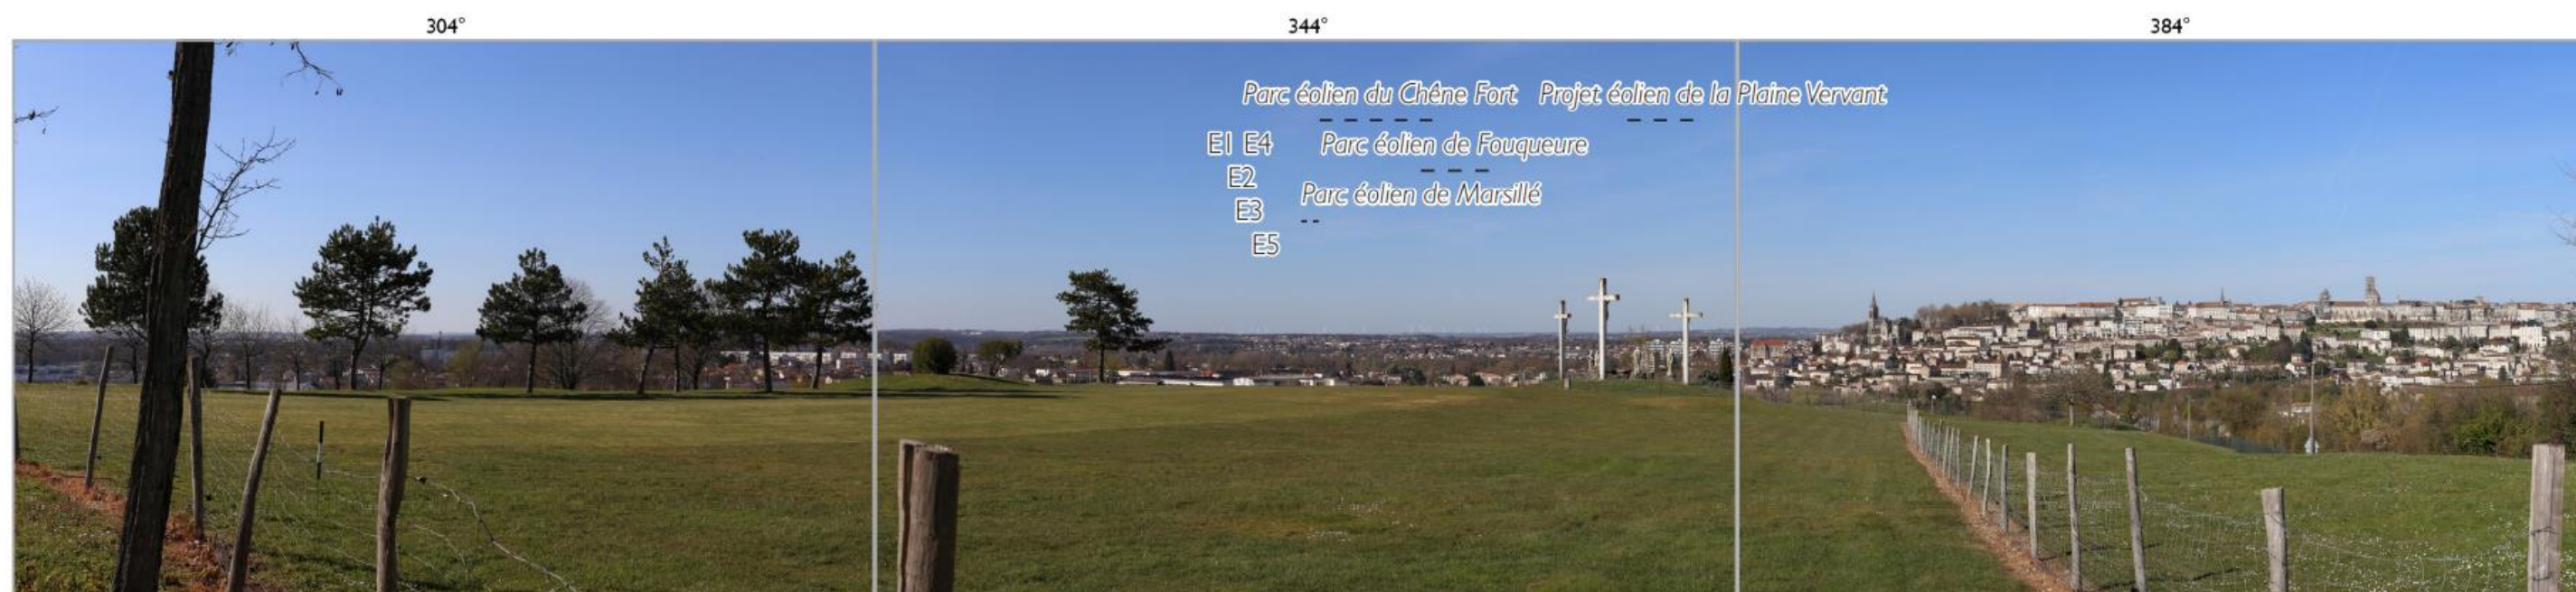 304°
344°
384°
Parc éolien du Chêne Fort
Projet éolien de la Plaine Vervant
E1 E4
Parc éolien de Fouqueure
E2
Parc éolien de Marsillé
E3
E5